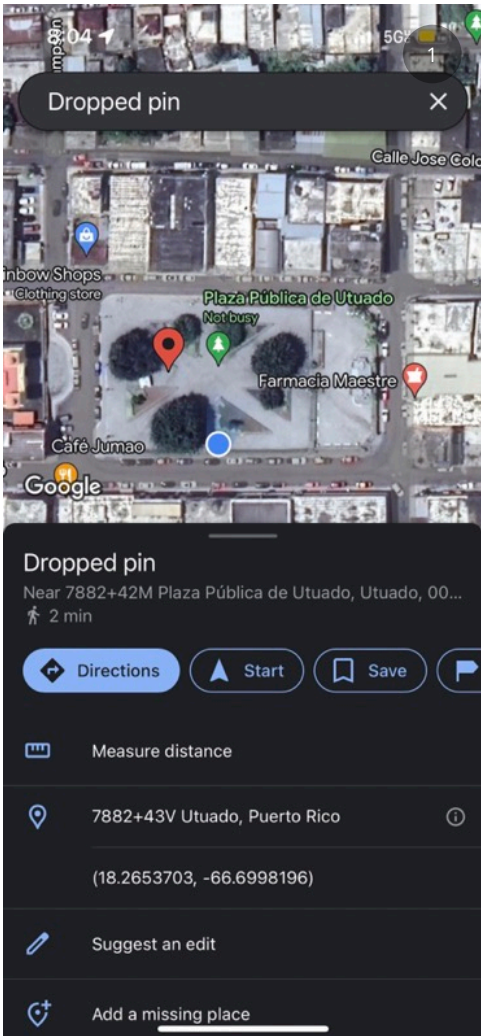 04
5G
1
Dropped pin
Calle Jose Colo
inbow Shops
Clothing store
Plaza Pública de Utuado
Not busy
Farmacia Maestre
Café Jumao
Google
Dropped pin
Near 7882+42M Plaza Pública de Utuado, Utuado, 00...
2 min
Directions
Start
Save
Measure distance
7882+43V Utuado, Puerto Rico
(18.2653703, -66.6998196)
Suggest an edit
Add a missing place